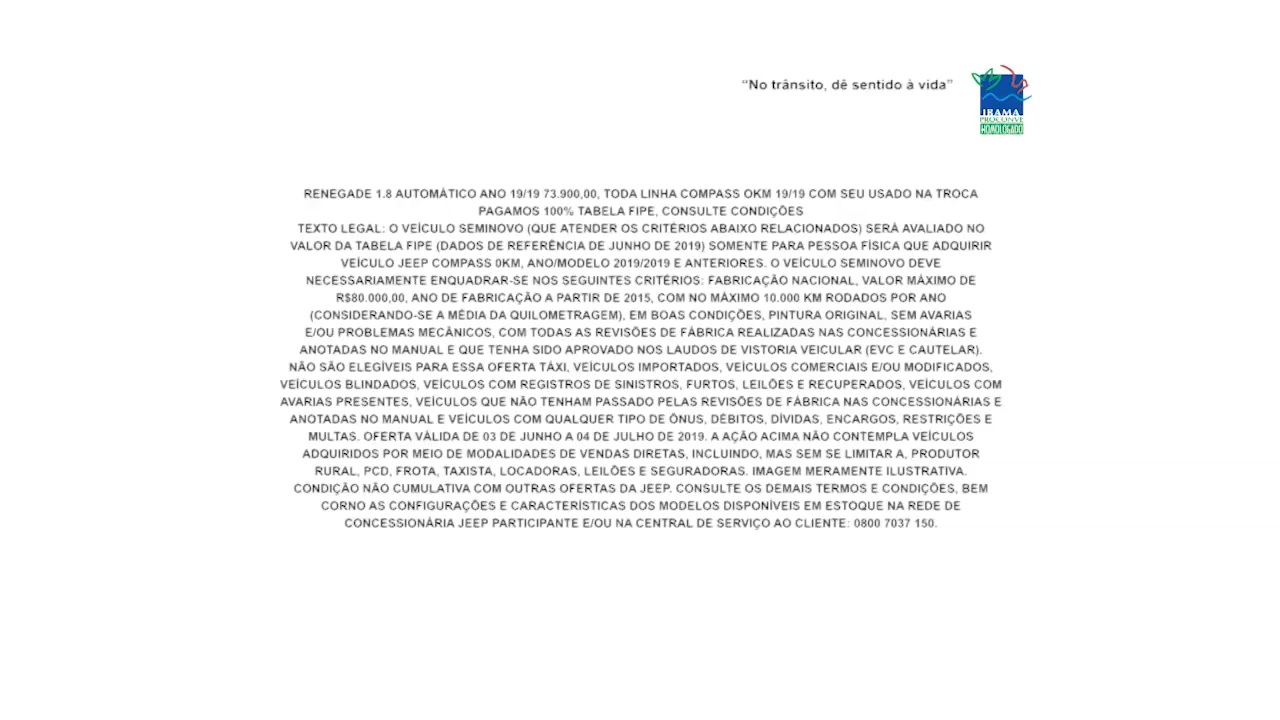 “No trânsito, dê sentido à vida”
IBAMA
PROCONVE
HOMOLOGADO
RENEGADE 1.8 AUTOMÁTICO ANO 19/19 73.900,00, TODA LINHA COMPASS OKM 19/19 COM SEU USADO NA TROCA
PAGAMOS 100% TABELA FIPE, CONSULTE CONDIÇÕES
TEXTO LEGAL: O VEÍCULO SEMINOVO (QUE ATENDER OS CRITÉRIOS ABAIXO RELACIONADOS) SERÁ AVALIADO NO
VALOR DA TABELA FIPE (DADOS DE REFERÊNCIA DE JUNHO DE 2019) SOMENTE PARA PESSOA FÍSICA QUE ADQUIRIR
VEÍCULO JEEP COMPASS 0KM, ANO/MODELO 2019/2019 E ANTERIORES. O VEÍCULO SEMINOVO DEVE
NECESSARIAMENTE ENQUADRAR-SE NOS SEGUINTES CRITÉRIOS: FABRICAÇÃO NACIONAL, VALOR MÁXIMO DE
R$80.000,00, ANO DE FABRICAÇÃO A PARTIR DE 2015, COM NO MÁXIMO 10.000 KM RODADOS POR ANO
(CONSIDERANDO-SE A MÉDIA DA QUILOMETRAGEM), EM BOAS CONDIÇÕES, PINTURA ORIGINAL, SEM AVARIAS
E/OU PROBLEMAS MECÂNICOS, COM TODAS AS REVISÕES DE FÁBRICA REALIZADAS NAS CONCESSIONÁRIAS E
ANOTADAS NO MANUAL E QUE TENHA SIDO APROVADO NOS LAUDOS DE VISTORIA VEICULAR (EVC E CAUTELAR).
NÃO SÃO ELEGÍVEIS PARA ESSA OFERTA TÁXI, VEÍCULOS IMPORTADOS, VEÍCULOS COMERCIAIS E/OU MODIFICADOS,
VEÍCULOS BLINDADOS, VEÍCULOS COM REGISTROS DE SINISTROS, FURTOS, LEILÕES E RECUPERADOS, VEÍCULOS COM
AVARIAS PRESENTES, VEÍCULOS QUE NÃO TENHAM PASSADO PELAS REVISÕES DE FÁBRICA NAS CONCESSIONÁRIAS E
ANOTADAS NO MANUAL E VEÍCULOS COM QUALQUER TIPO DE ÔNUS, DÉBITOS, DÍVIDAS, ENCARGOS, RESTRIÇÕES E
MULTAS. OFERTA VÁLIDA DE 03 DE JUNHO A 04 DE JULHO DE 2019. A AÇÃO ACIMA NÃO CONTEMPLA VEÍCULOS
ADQUIRIDOS POR MEIO DE MODALIDADES DE VENDAS DIRETAS, INCLUINDO, MAS SEM SE LIMITAR A, PRODUTOR
RURAL, PCD, FROTA, TAXISTA, LOCADORAS, LEILÕES E SEGURADORAS. IMAGEM MERAMENTE ILUSTRATIVA.
CONDIÇÃO NÃO CUMULATIVA COM OUTRAS OFERTAS DA JEEP. CONSULTE OS DEMAIS TERMOS E CONDIÇÕES, BEM
CORNO AS CONFIGURAÇÕES E CARACTERÍSTICAS DOS MODELOS DISPONÍVEIS EM ESTOQUE NA REDE DE
CONCESSIONÁRIA JEEP PARTICIPANTE E/OU NA CENTRAL DE SERVIÇO AO CLIENTE: 0800 7037 150.